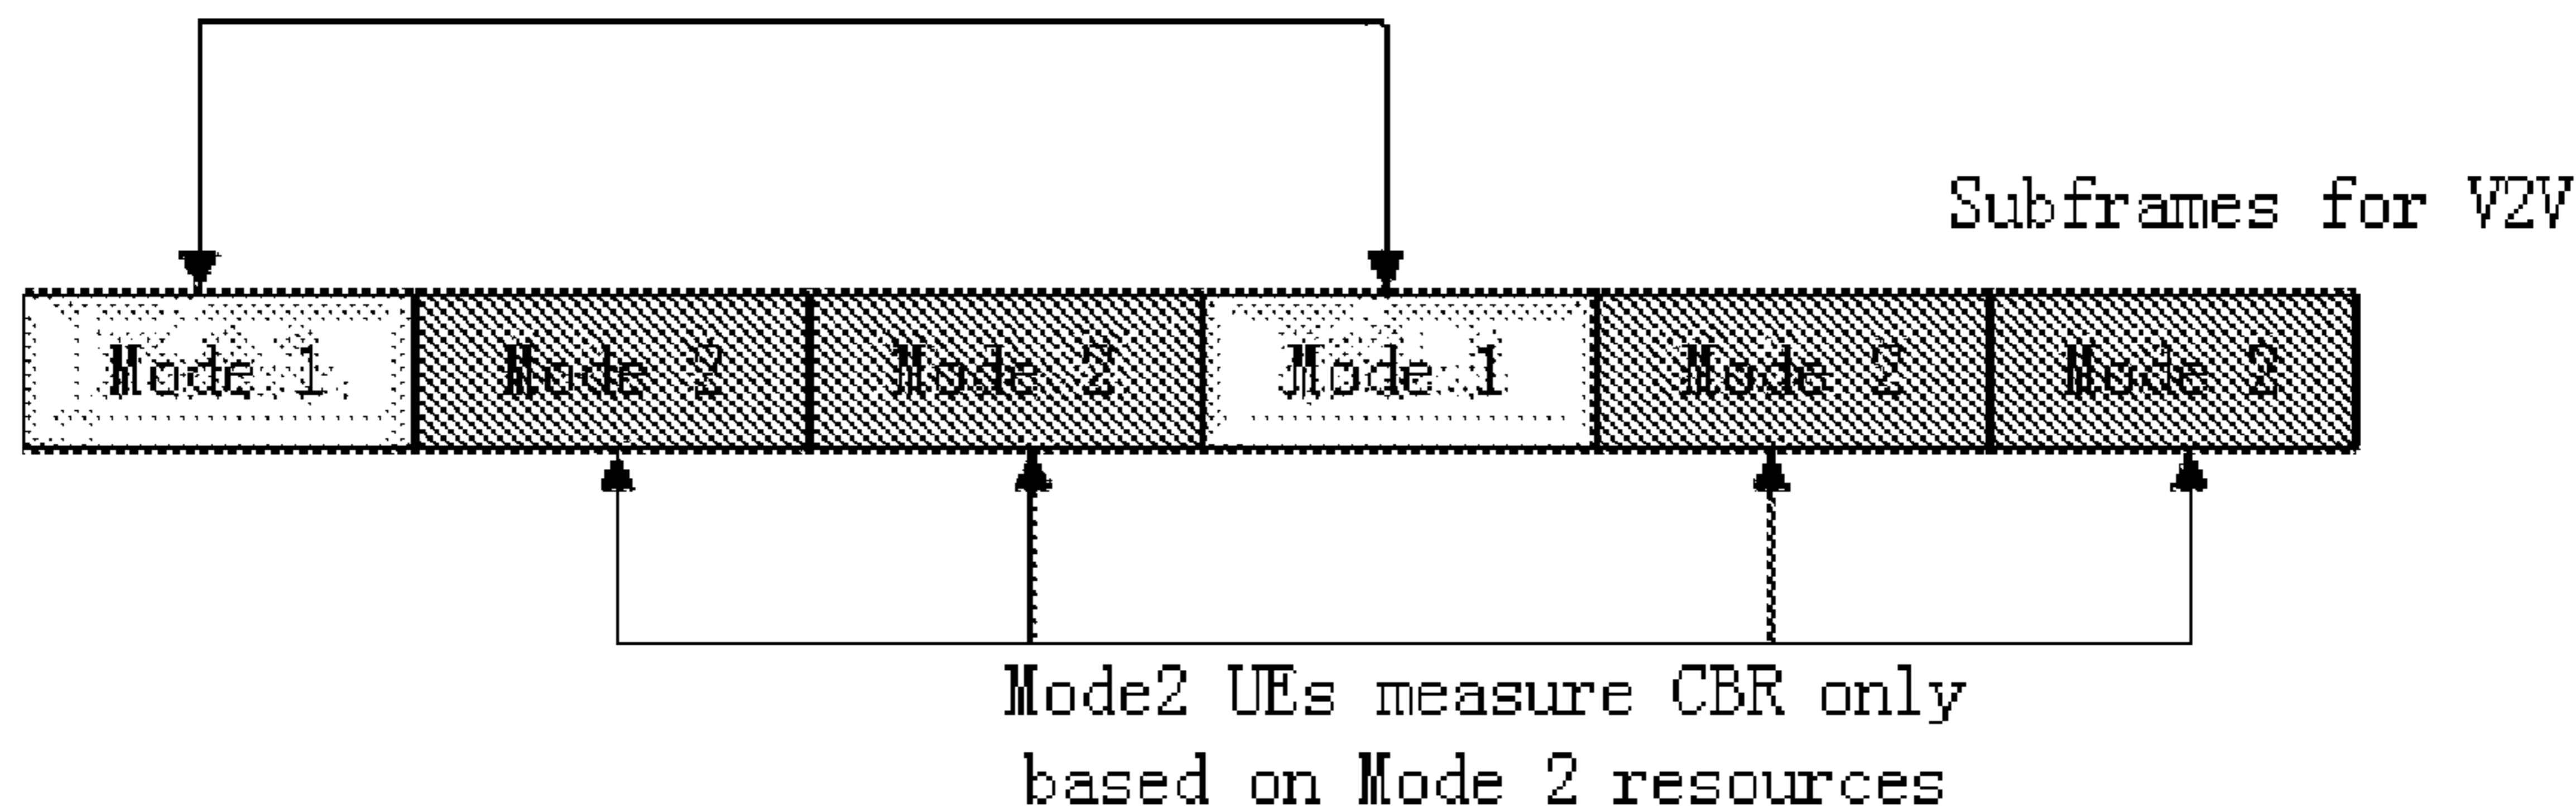 Subframes for V2V
Mode 1 Mode 2 Mode 2 Mode 1 Mode 2 Mode 2
Mode2 UEs measure CBR only
based on Mode 2 resources